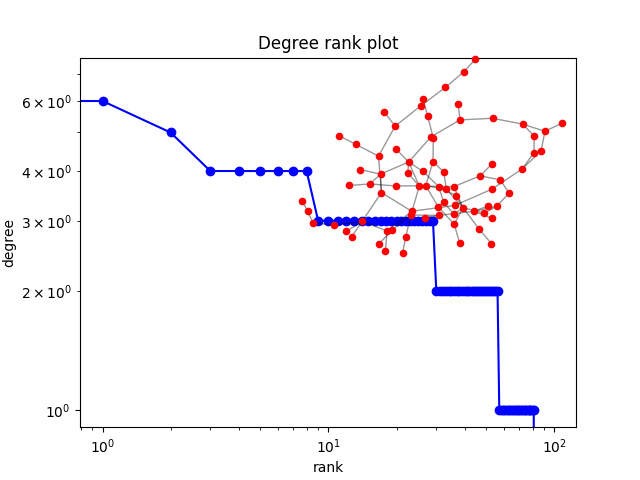 Degree rank plot
degree
6 × 10⁰
4 × 10⁰
3 × 10⁰
2 × 10⁰
10⁰
10⁰ 10¹ 10²
rank